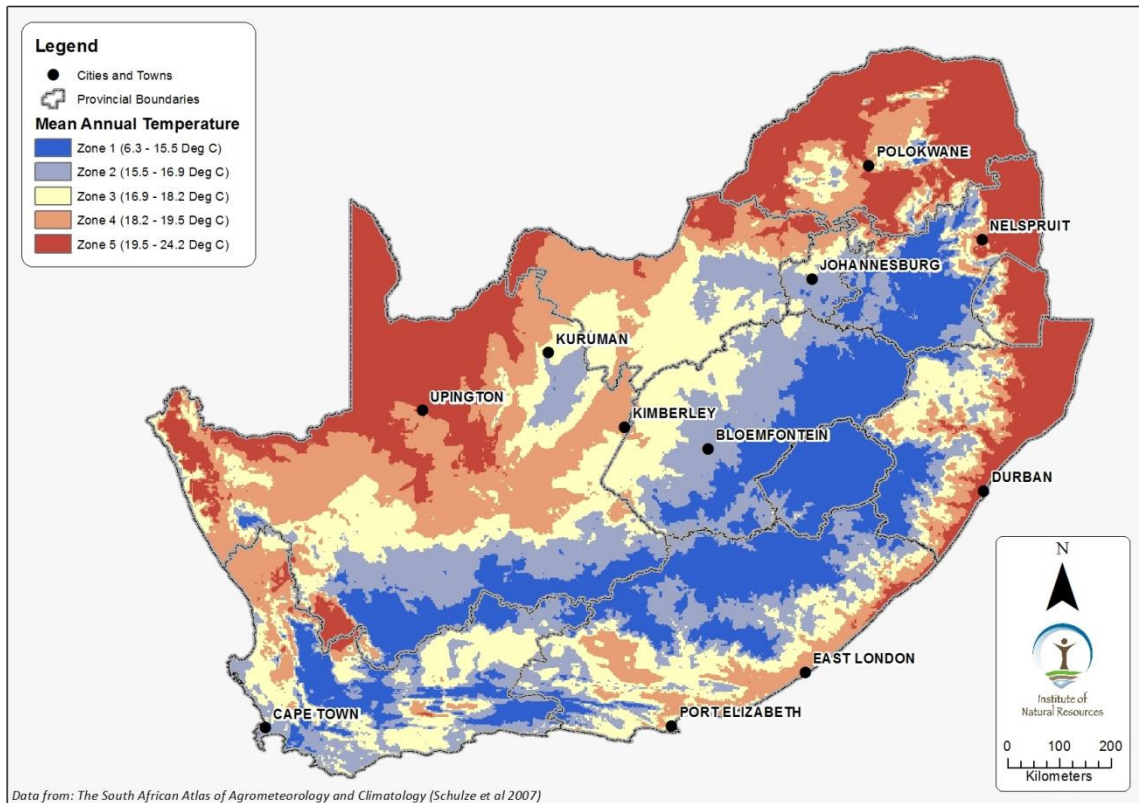 Legend
Cities and Towns
Provincial Boundaries
Mean Annual Temperature
Zone 1 (6.3 - 15.5 Deg C)
Zone 2 (15.5 - 16.9 Deg C)
Zone 3 (16.9 - 18.2 Deg C)
Zone 4 (18.2 - 19.5 Deg C)
Zone 5 (19.5 - 24.2 Deg C)
POLOKWANE
NELSPRUIT
JOHANNESBURG
KURUMAN
UPINGTON
KIMBERLEY
BLOEMFONTEIN
DURBAN
EAST LONDON
CAPE TOWN
PORT ELIZABETH
N
Institute of
Natural Resources
0 100 200
Kilometers
Data from: The South African Atlas of Agrometeorology and Climatology (Schulze et al 2007)